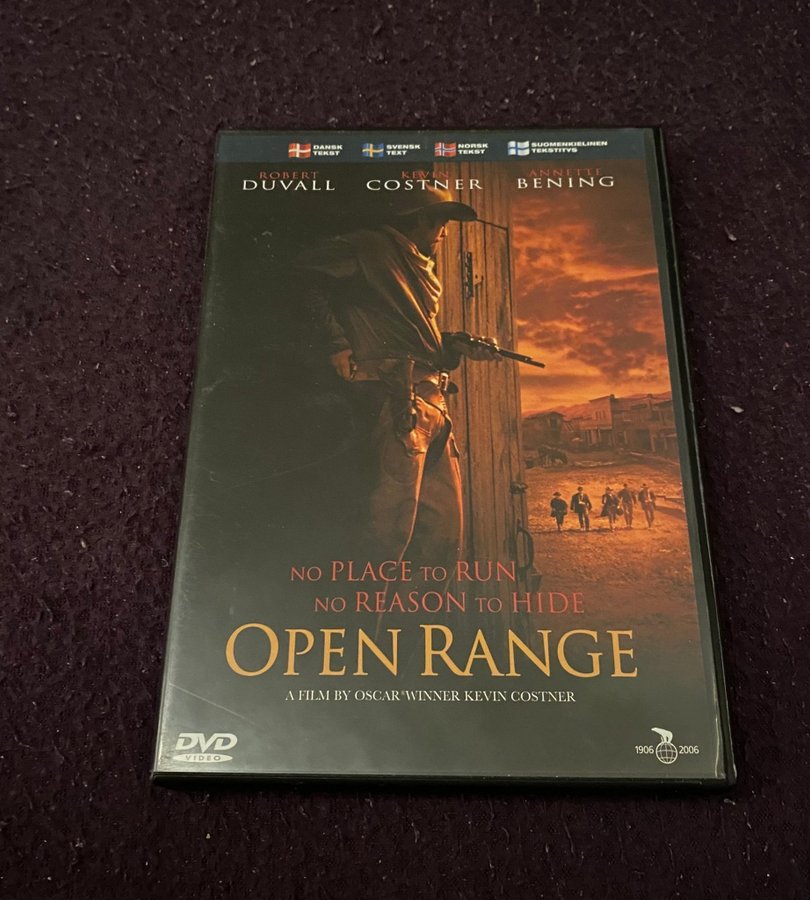 DANSK TEKST
SVENSK TEXT
NORSK TEKST
SUOMENKIELINEN TEKSTITYS
ROBERT DUVALL
KEVIN COSTNER
ANNETTE BENING
NO PLACE TO RUN
NO REASON TO HIDE
OPEN RANGE
A FILM BY OSCAR® WINNER KEVIN COSTNER
DVD
VIDEO
1906 2006